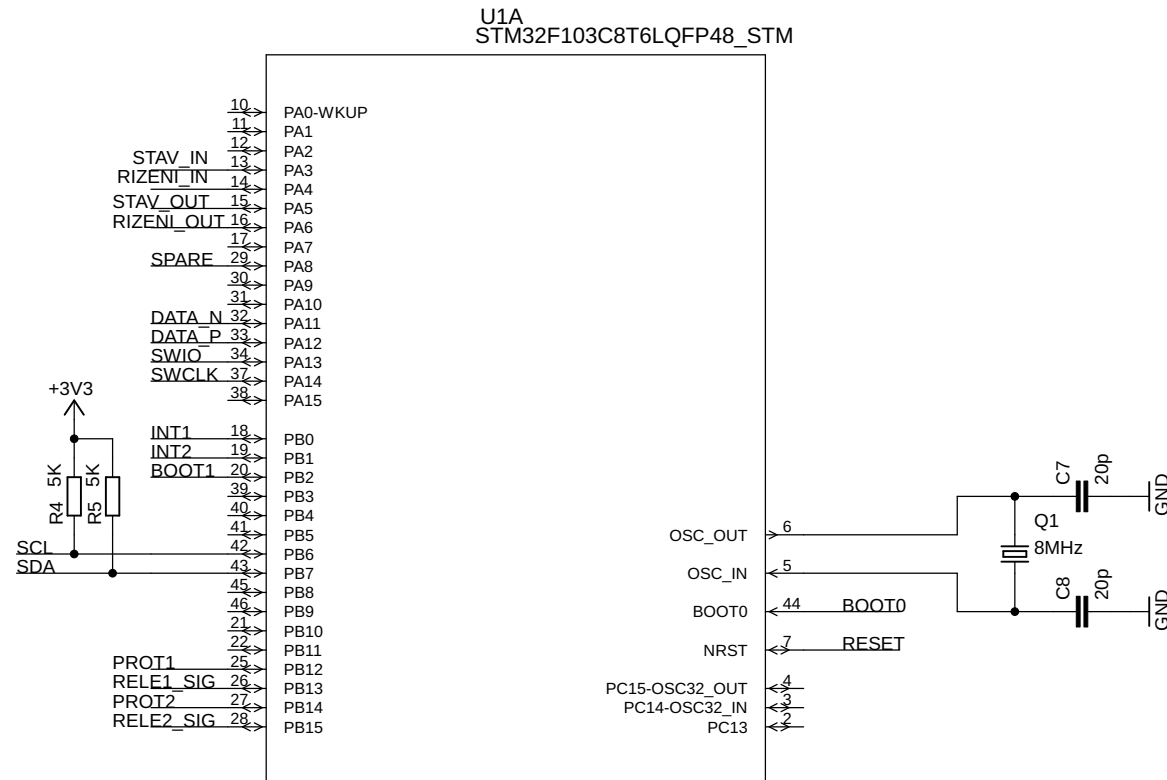 U1A
STM32F103C8T6LQFP48_STM
10 PA0-WKUP
11 PA1
12 PA2
STAV_IN 13 PA3
RIZENI_IN 14 PA4
STAV_OUT 15 PA5
RIZENI_OUT 16 PA6
17 PA7
SPARE 29 PA8
30 PA9
31 PA10
DATA_N 32 PA11
DATA_P 33 PA12
SWIO 34 PA13
SWCLK 37 PA14
38 PA15
+3V3
INT1 18 PB0
INT2 19 PB1
BOOT1 20 PB2
R4 5K
R5 5K
39 PB3
40 PB4
41 PB5
SCL 42 PB6
SDA 43 PB7
45 PB8
46 PB9
21 PB10
22 PB11
PROT1 25 PB12
RELE1_SIG 26 PB13
PROT2 27 PB14
RELE2_SIG 28 PB15
OSC_OUT 6
OSC_IN 5
BOOT0 44 BOOT0
NRST 7 RESET
PC15-OSC32_OUT 4
PC14-OSC32_IN 3
PC13 2
C7 20p
GND
Q1
8MHz
C8 20p
GND